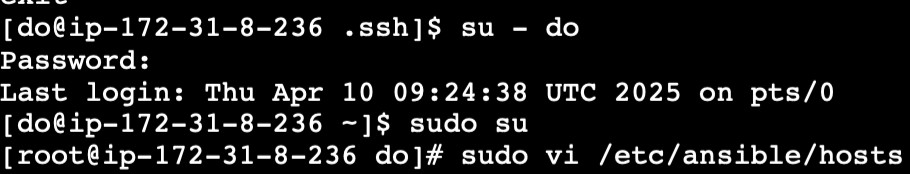 [do@ip-172-31-8-236 .ssh]$ su - do
Password:
Last login: Thu Apr 10 09:24:38 UTC 2025 on pts/0
[do@ip-172-31-8-236 ~]$ sudo su
[root@ip-172-31-8-236 do]# sudo vi /etc/ansible/hosts